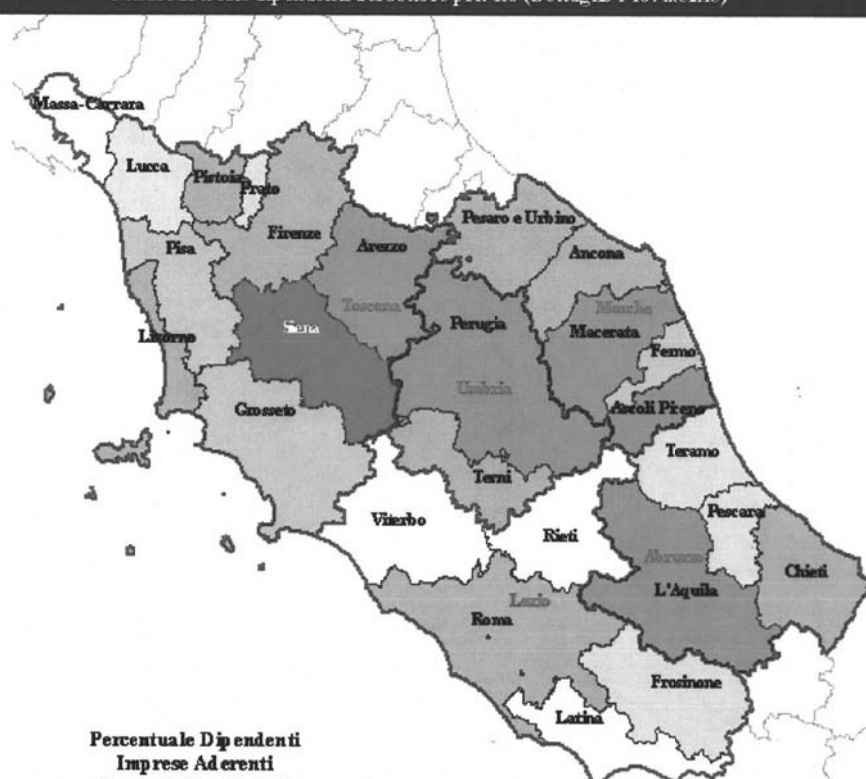 (Dettaglio Provinciale)
Massa-Carrara
Lucca
Pistoia
Prato
Pesaro e Urbino
Firenze
Arezzo
Pisa
Ancona
Toscana
Marche
Siena
Perugia
Macerata
Livorno
Fermo
Umbria
Grosseto
Ascoli Piceno
Teramo
Terni
Pescara
Viterbo
Rieti
Abruzzo
Chieti
L'Aquila
Lazio
Roma
Frosinone
Latina
Percentuale Dipendenti
Imprese Aderenti